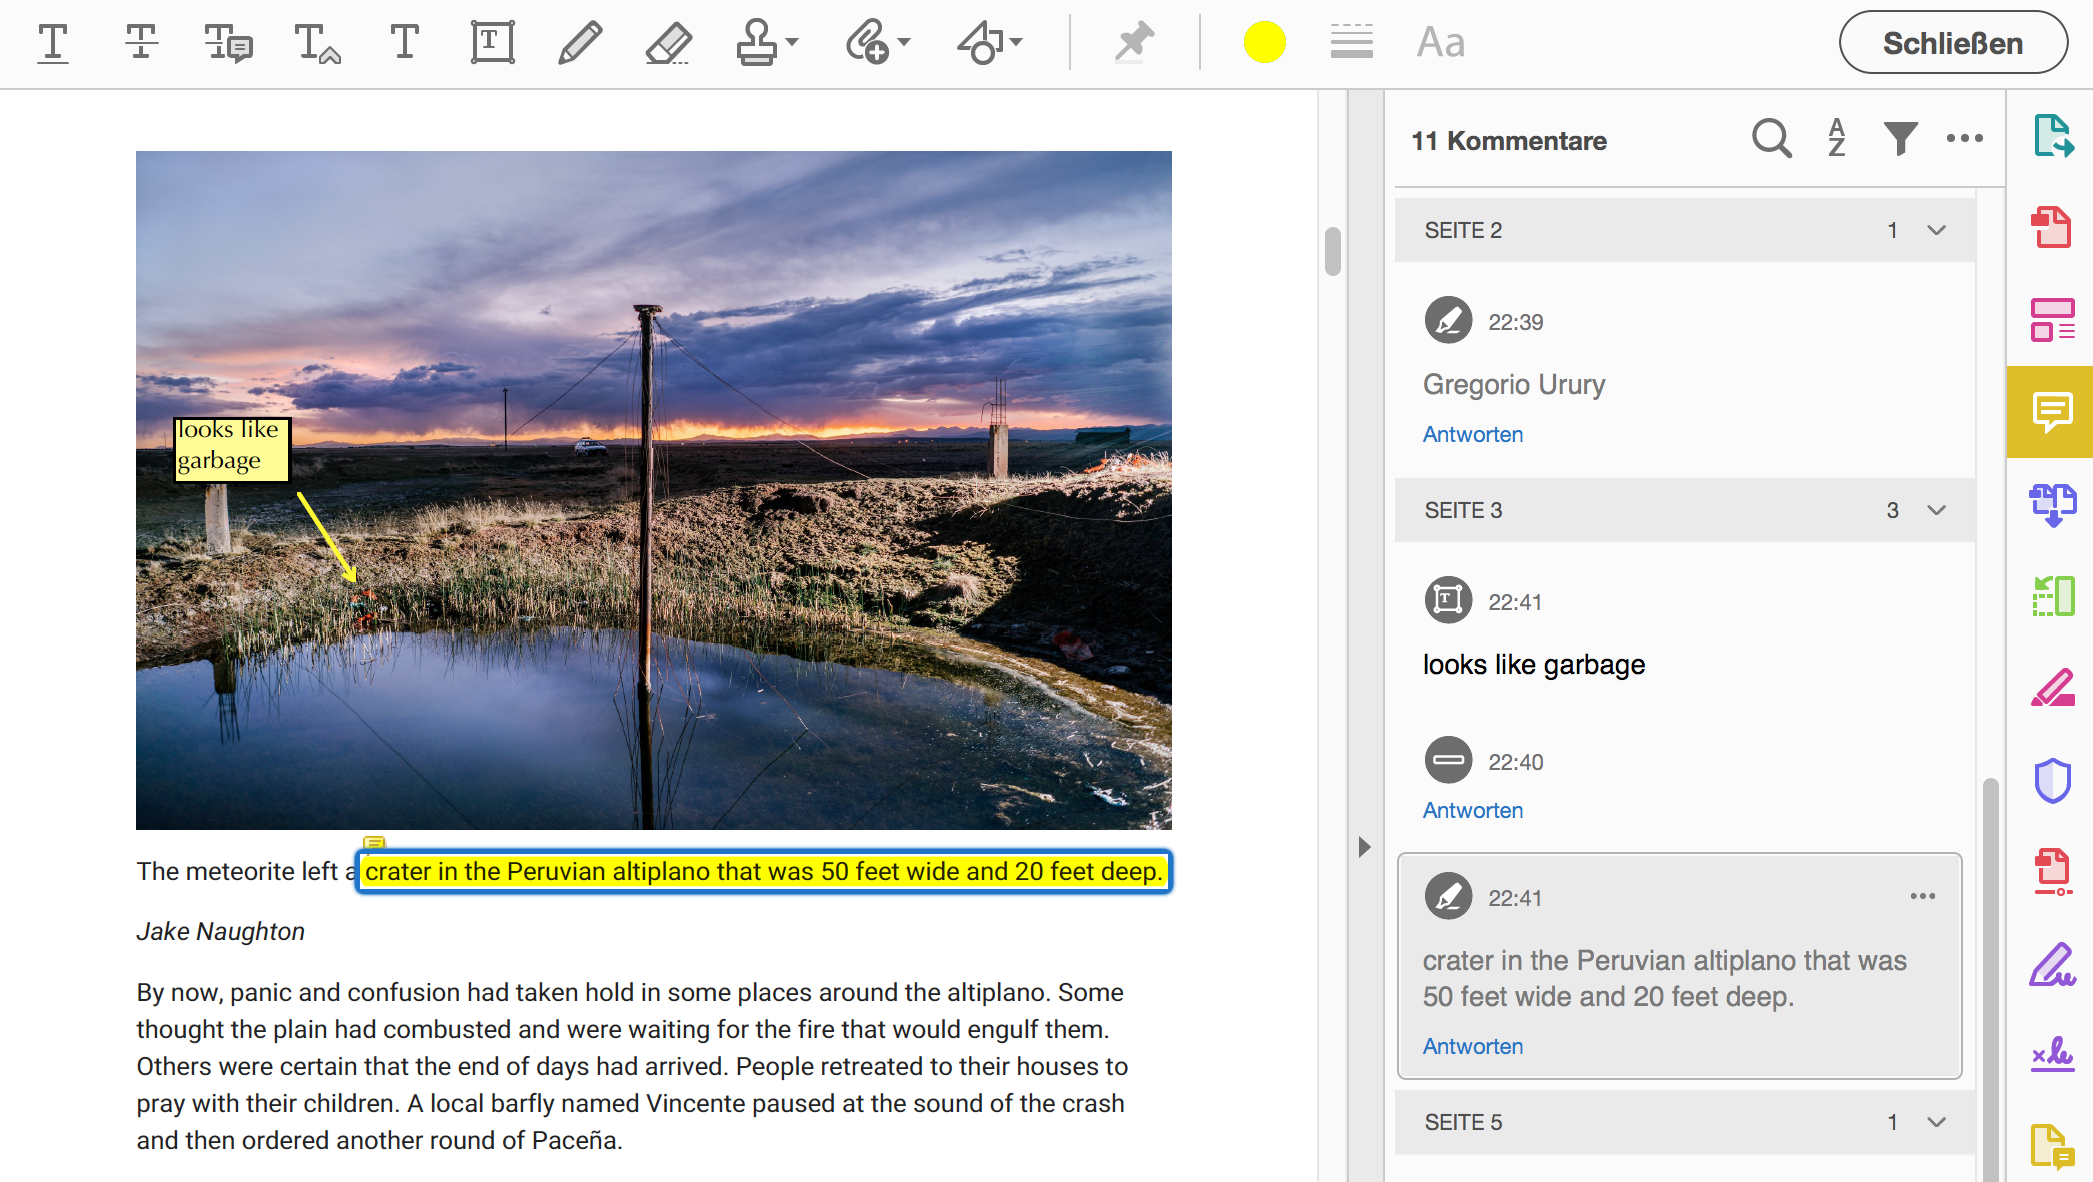 Schließen
Aa
11 Kommentare
A
Z
SEITE 2 1
22:39
Gregorio Urury
Antworten
SEITE 3 3
22:41
looks like garbage
22:40
Antworten
22:41
crater in the Peruvian altiplano that was
50 feet wide and 20 feet deep.
Antworten
SEITE 5 1
looks like
garbage
The meteorite left a crater in the Peruvian altiplano that was 50 feet wide and 20 feet deep.
Jake Naughton
By now, panic and confusion had taken hold in some places around the altiplano. Some
thought the plain had combusted and were waiting for the fire that would engulf them.
Others were certain that the end of days had arrived. People retreated to their houses to
pray with their children. A local barfly named Vincente paused at the sound of the crash
and then ordered another round of Paceña.